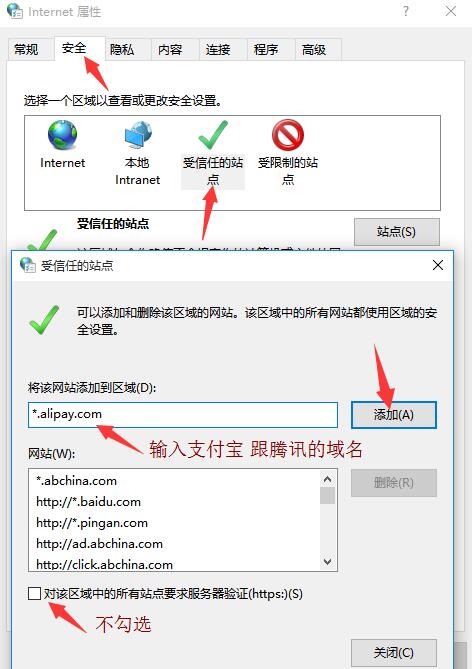 Internet 属性
常规 安全 隐私 内容 连接 程序 高级
选择一个区域以查看或更改安全设置。
Internet
本地
Intranet
受信任的站
点
受限制的站
点
受信任的站点
站点(S)
受信任的站点
可以添加和删除该区域的网站。该区域中的所有网站都使用区域的安
全设置。
将该网站添加到区域(D):
*.alipay.com
添加(A)
输入支付宝 跟腾讯的域名
网站(W):
*.abchina.com
http://*.baidu.com
http://*.pingan.com
http://ad.abchina.com
http://click.abchina.com
删除(R)
对该区域中的所有站点要求服务器验证(https:)(S)
不勾选
关闭(C)